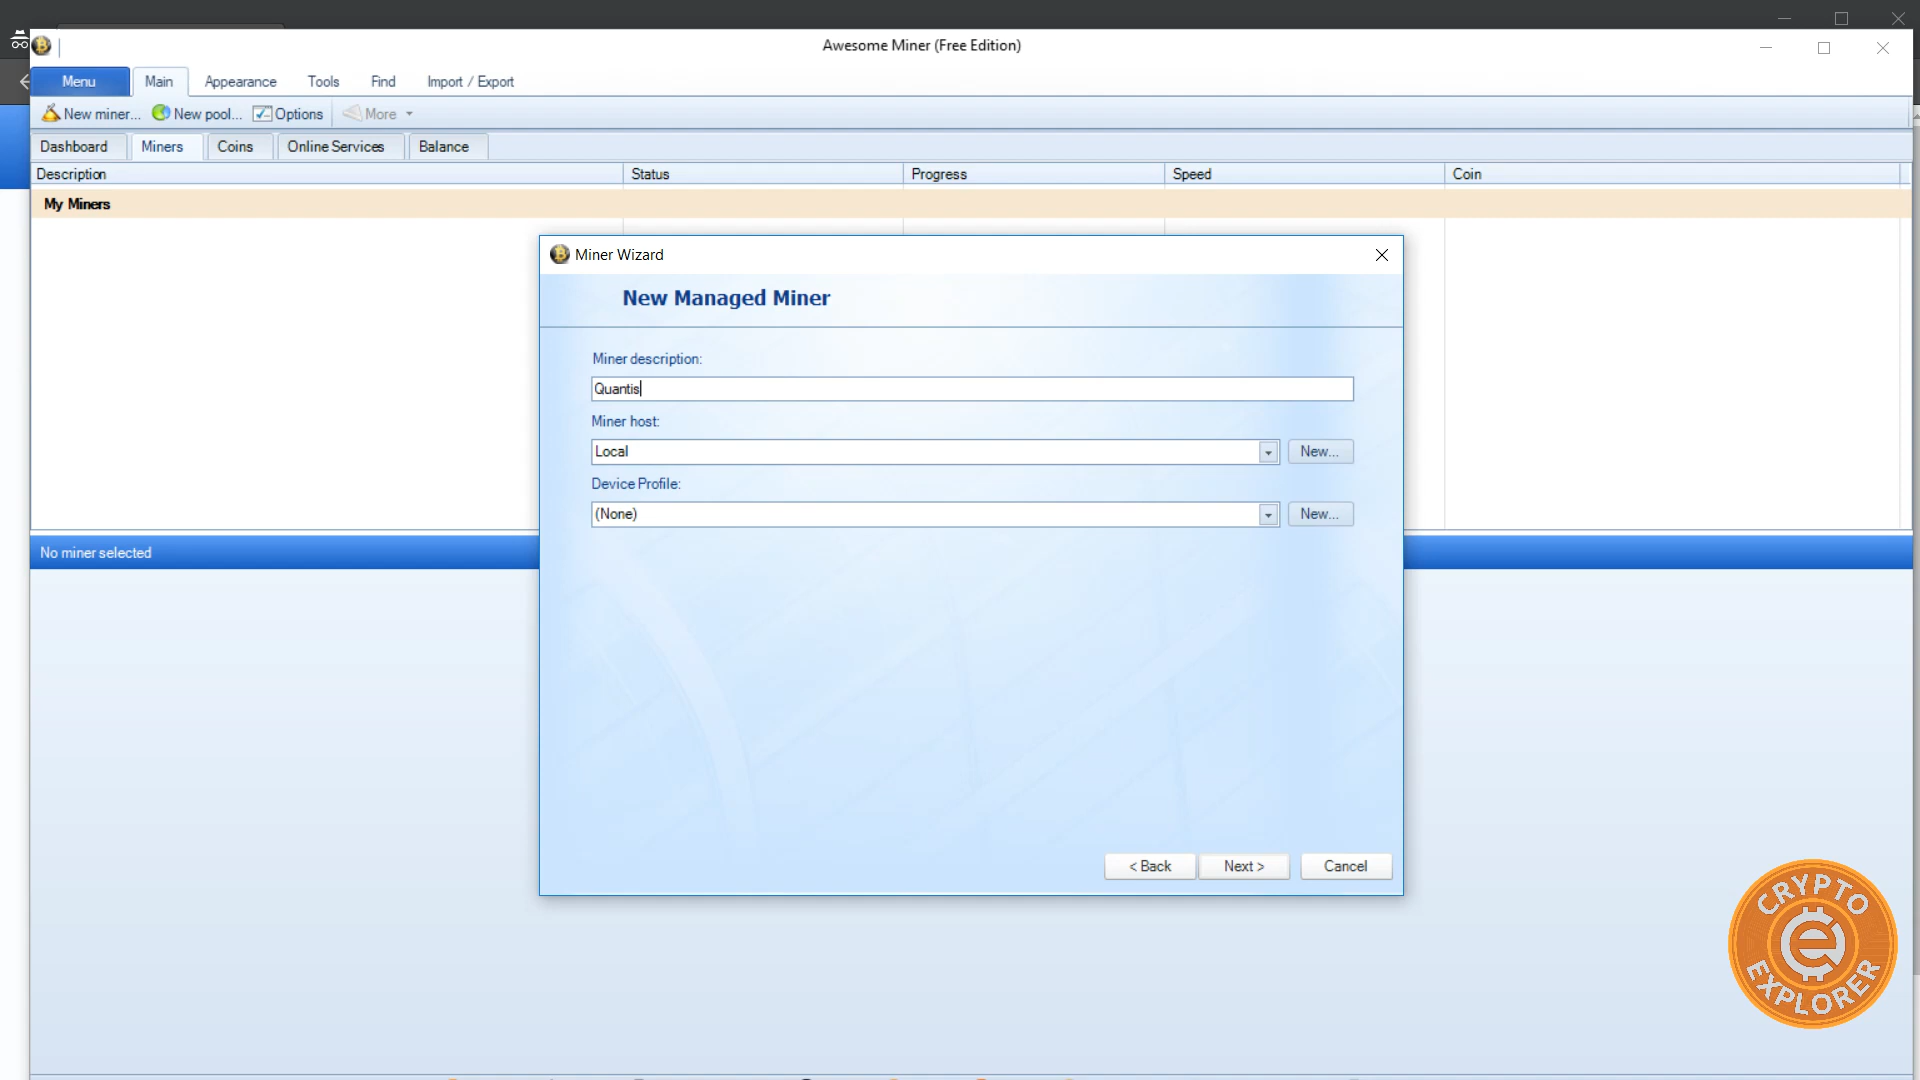 Awesome Miner (Free Edition)
Menu Main Appearance Tools Find Import / Export
New miner... New pool... Options More
Dashboard Miners Coins Online Services Balance
Description Status Progress Speed Coin
My Miners
Miner Wizard
New Managed Miner
Miner description:
Quantis
Miner host:
Local New...
Device Profile:
(None) New...
No miner selected
< Back Next > Cancel
CRYPTO
EXPLORER